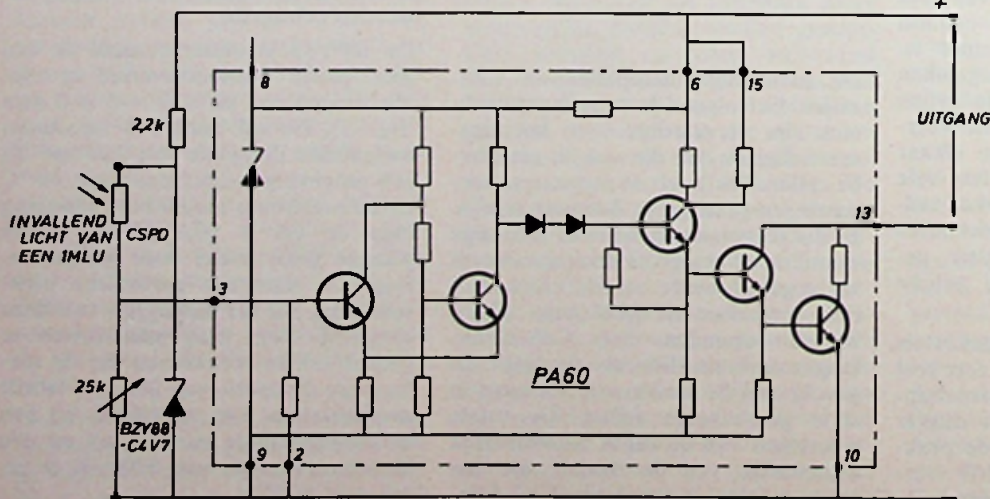 +
8
6
15
2,2k
UITGANG
INVALLEND
LICHT VAN
EEN 1MLU
CSPD
3
13
PA60
25k
BZY88
-C4V7
9
2
10